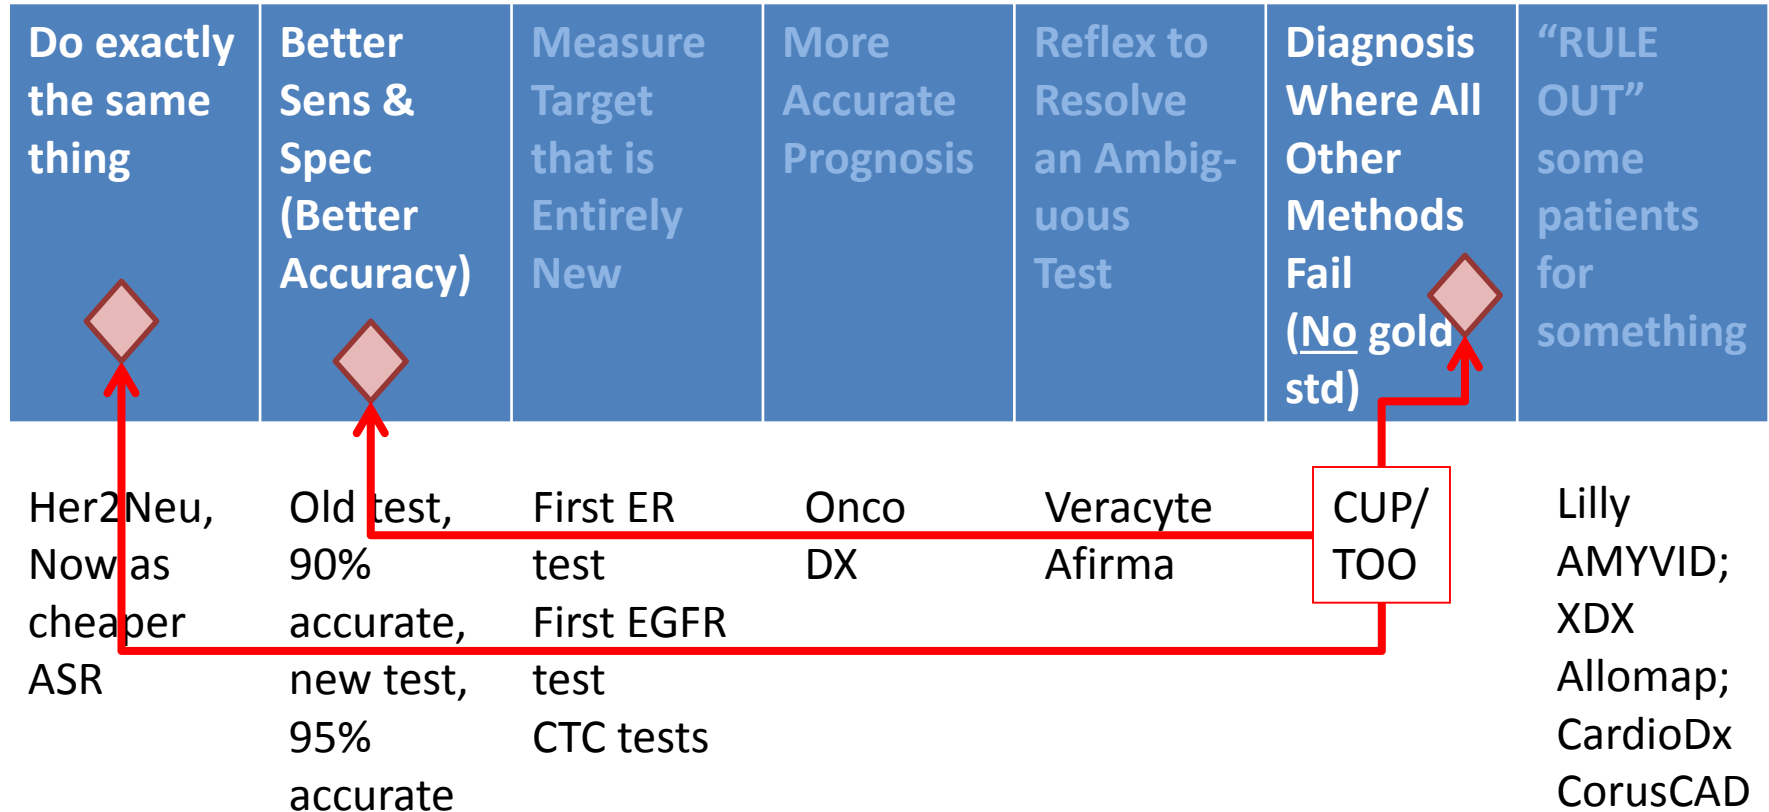 Do exactly
the same
thing
Better
Sens &
Spec
(Better
Accuracy)
Measure
Target
that is
Entirely
New
More
Accurate
Prognosis
Reflex to
Resolve
an Ambig-
uous
Test
Diagnosis
Where All
Other
Methods
Fail
(No gold
std)
“RULE
OUT”
some
patients
for
something
Her2Neu,
Now as
cheaper
ASR
Old test,
90%
accurate,
new test,
95%
accurate
First ER
test
First EGFR
test
CTC tests
Onco
DX
Veracyte
Afirma
CUP/
TOO
Lilly
AMYVID;
XDX
Allomap;
CardioDx
CorusCAD